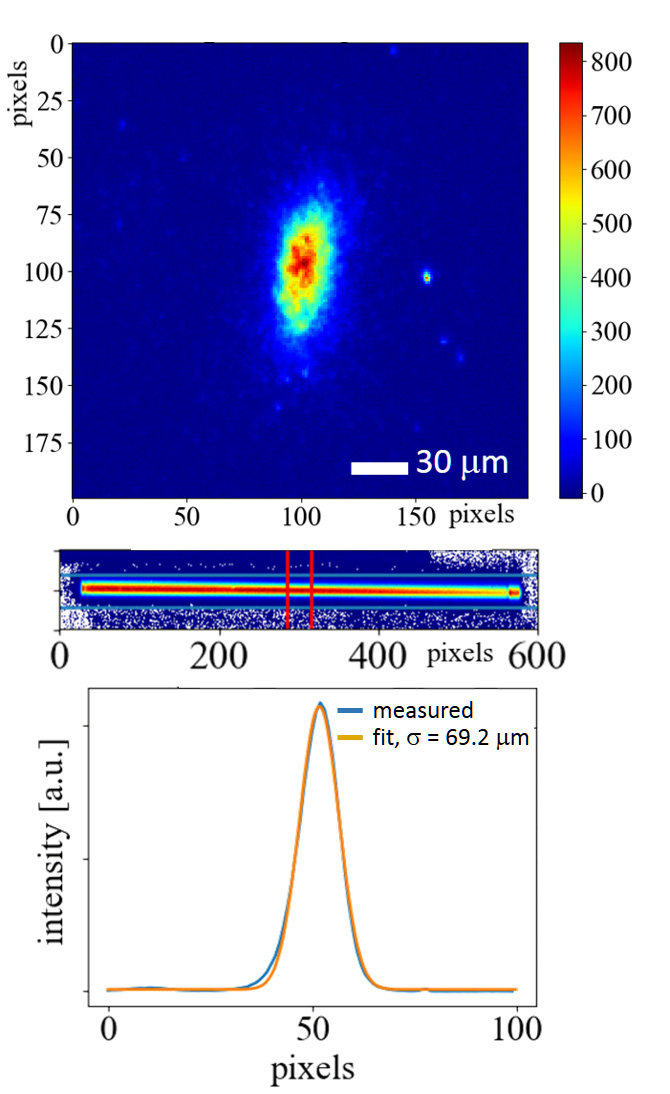 0
25
50
75
100
125
150
175
pixels
30 μm
0 50 100 150 pixels
800
700
600
500
400
300
200
100
0
0 200 400 pixels 600
measured
fit, σ = 69.2 μm
intensity [a.u.]
0 50 100
pixels